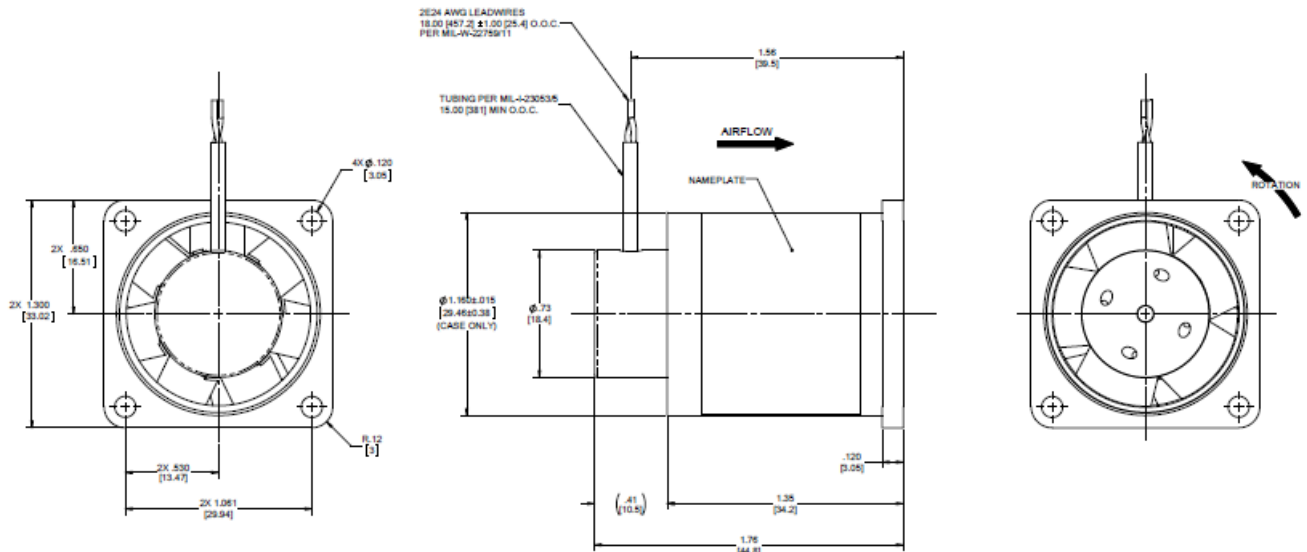 2E24 AWG LEADWIRES
18.00 [457.2] ±1.00 [25.4] O.O.C.
PER MIL-W-22759/11
TUBING PER MIL-I-23053/5
15.00 [381] MIN O.O.C.
1.56
[39.5]
AIRFLOW
NAMEPLATE
4X Ø.120
[3.05]
2X .650
[16.51]
2X 1.300
[33.02]
R.12
[3]
2X .530
[13.47]
2X 1.061
[29.94]
Ø1.160±.015
[29.46±0.38]
(CASE ONLY)
Ø.73
[18.4]
.120
[3.05]
(.41)
[10.5]
1.35
[34.2]
1.76
[44.8]
ROTATION